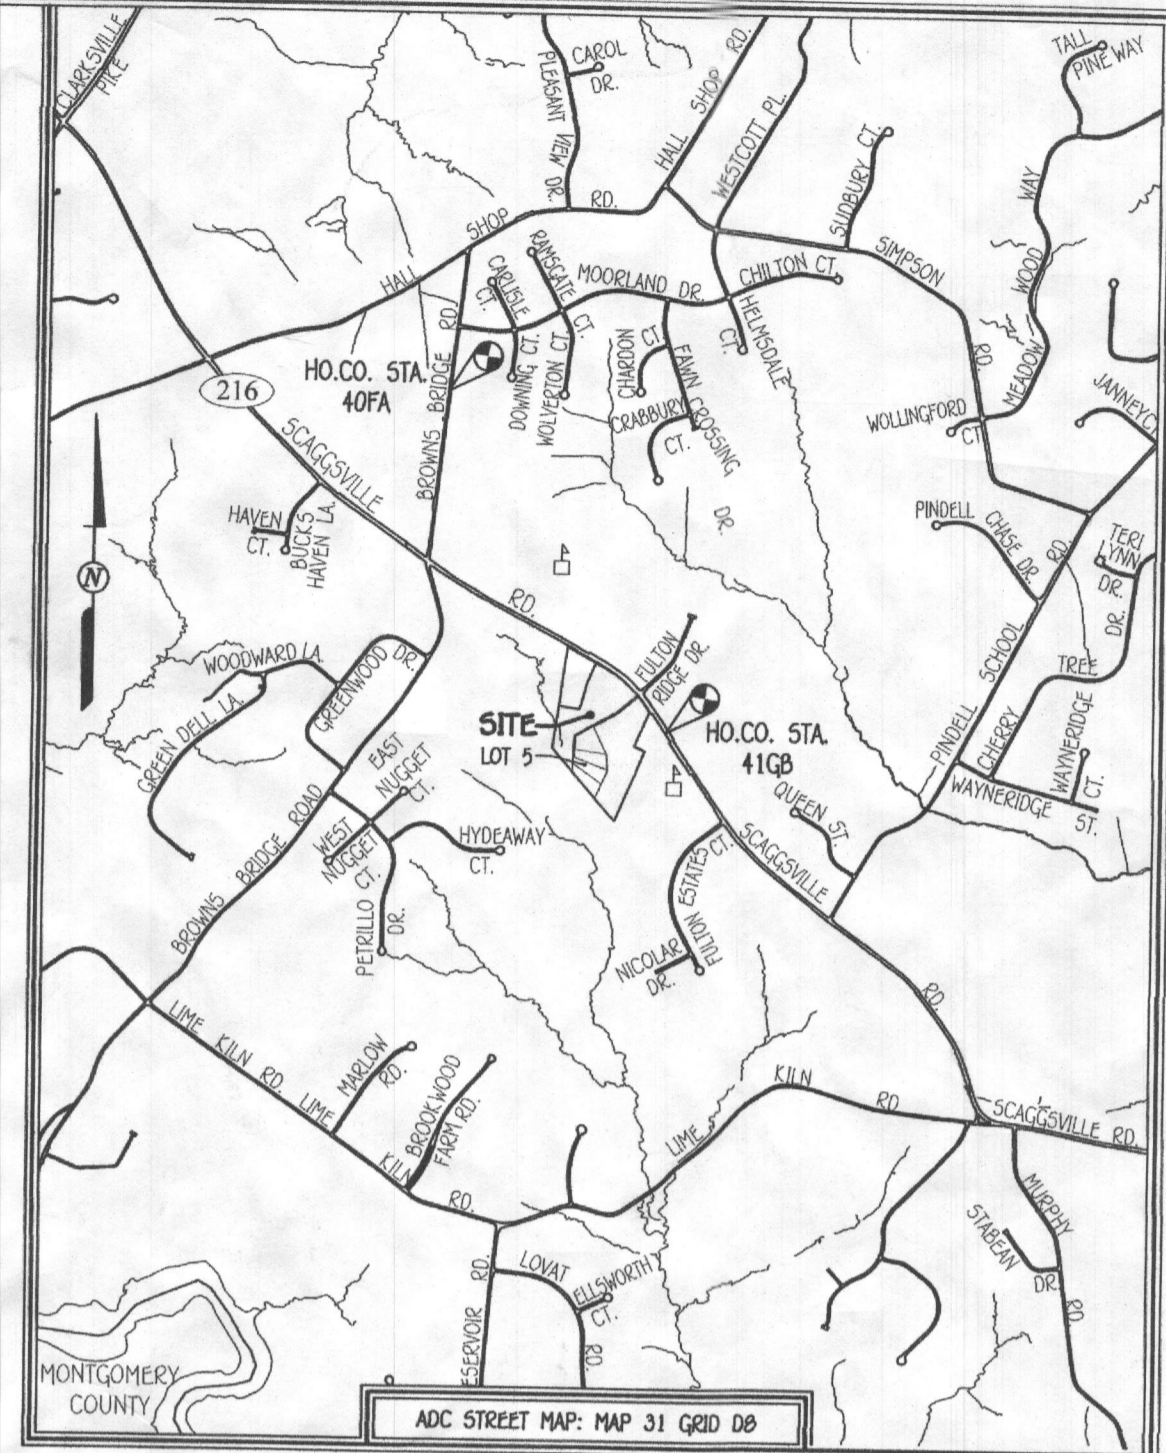 CLARKSVILLE
PIKE
PLEASANT VIEW DR.
CAROL
DR.
HALL SHOP RD.
WESTCOTT PL.
SUDBURY CT.
TALL
PINE WAY
HALL SHOP RD.
RAMSGATE
CT.
CARLISLE
CT.
MOORLAND DR.
CHILTON CT.
SIMPSON
RD.
MEADOW WOOD WAY
HELMSDALE
CT.
216
HO.CO. STA.
40FA
BROWNS BRIDGE RD.
DOWNING CT.
WOLVERTON CT.
CHARDON
CT.
FAWN CROSSING
DR.
CRABBURY
CT.
WOLLINGFORD
CT.
JANNEYC
SCAGGSVILLE
RD.
HAVEN
CT.
BUCKS
HAVEN LA.
N
PINDELL
CHASE DR.
TERI
LYNN
DR.
WOODWARD LA.
GREENWOOD DR.
GREEN DELL LA.
FULTON
RIDGE DR.
SITE
LOT 5
HO.CO. STA.
41GB
PINDELL SCHOOL RD.
CHERRY
TREE
DR.
WAYNERIDGE
CT.
WAYNERIDGE
ST.
EAST
NUGGET
CT.
WEST
NUGGET
CT.
HYDEAWAY
CT.
PETRILLO
DR.
BROWNS BRIDGE ROAD
QUEEN ST.
SCAGGSVILLE
RD.
FULTON ESTATES
CT.
NICOLAR
DR.
LIME
KILN RD.
LIME
KILN
RD.
MARLOW
RD.
BROOKWOOD
FARM RD.
LIME
KILN
RD
SCAGGSVILLE RD.
MURPHY
RD.
STABEAN
DR.
LOVAT
RD.
ELLSWORTH
CT.
ESERVOIR RD.
MONTGOMERY
COUNTY
ADC STREET MAP: MAP 31 GRID D8